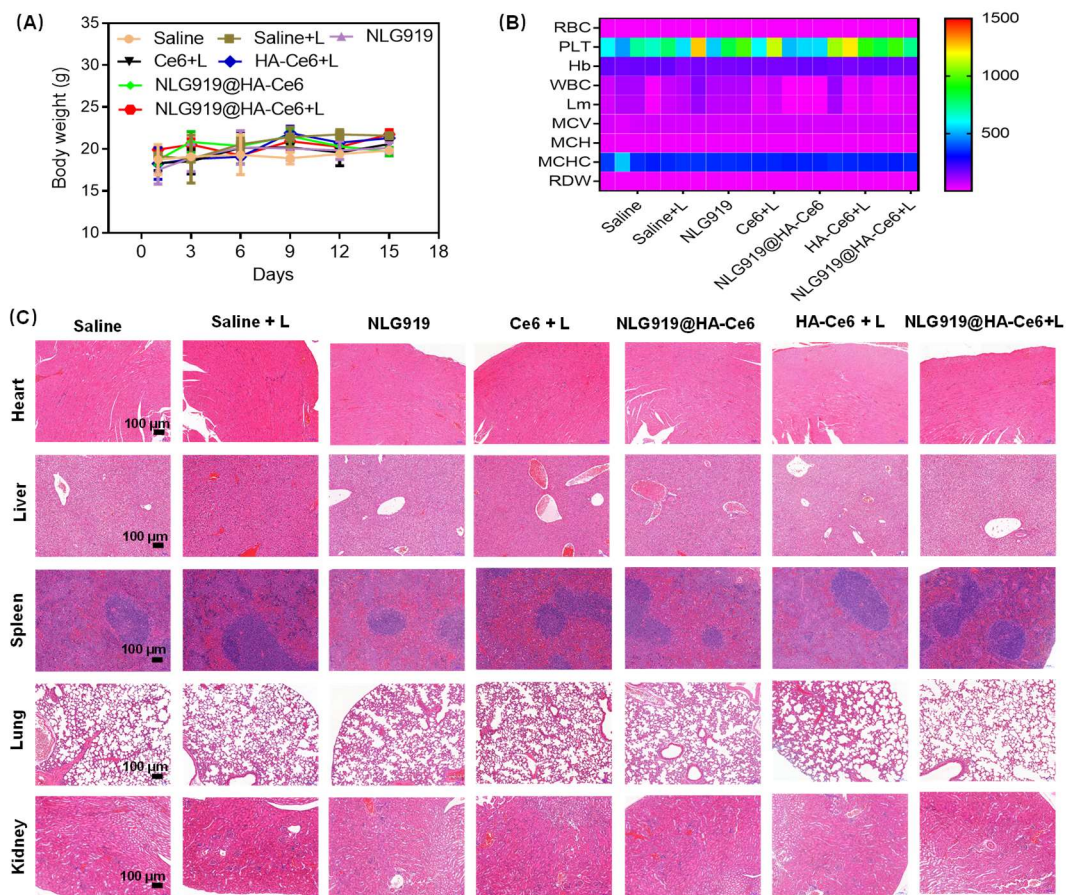 (A)
Saline
Saline+L
NLG919
Ce6+L
HA-Ce6+L
NLG919@HA-Ce6
NLG919@HA-Ce6+L
Body weight (g)
35
30
25
20
15
10
0
3
6
9
12
15
18
Days
(B)
RBC
PLT
Hb
WBC
Lm
MCV
MCH
MCHC
RDW
1500
1000
500
Saline
Saline+L
NLG919
Ce6+L
NLG919@HA-Ce6
HA-Ce6+L
NLG919@HA-Ce6+L
(C)
Saline
Saline + L
NLG919
Ce6 + L
NLG919@HA-Ce6
HA-Ce6 + L
NLG919@HA-Ce6+L
Heart
100 μm
Liver
100 μm
Spleen
100 μm
Lung
100 μm
Kidney
100 μm